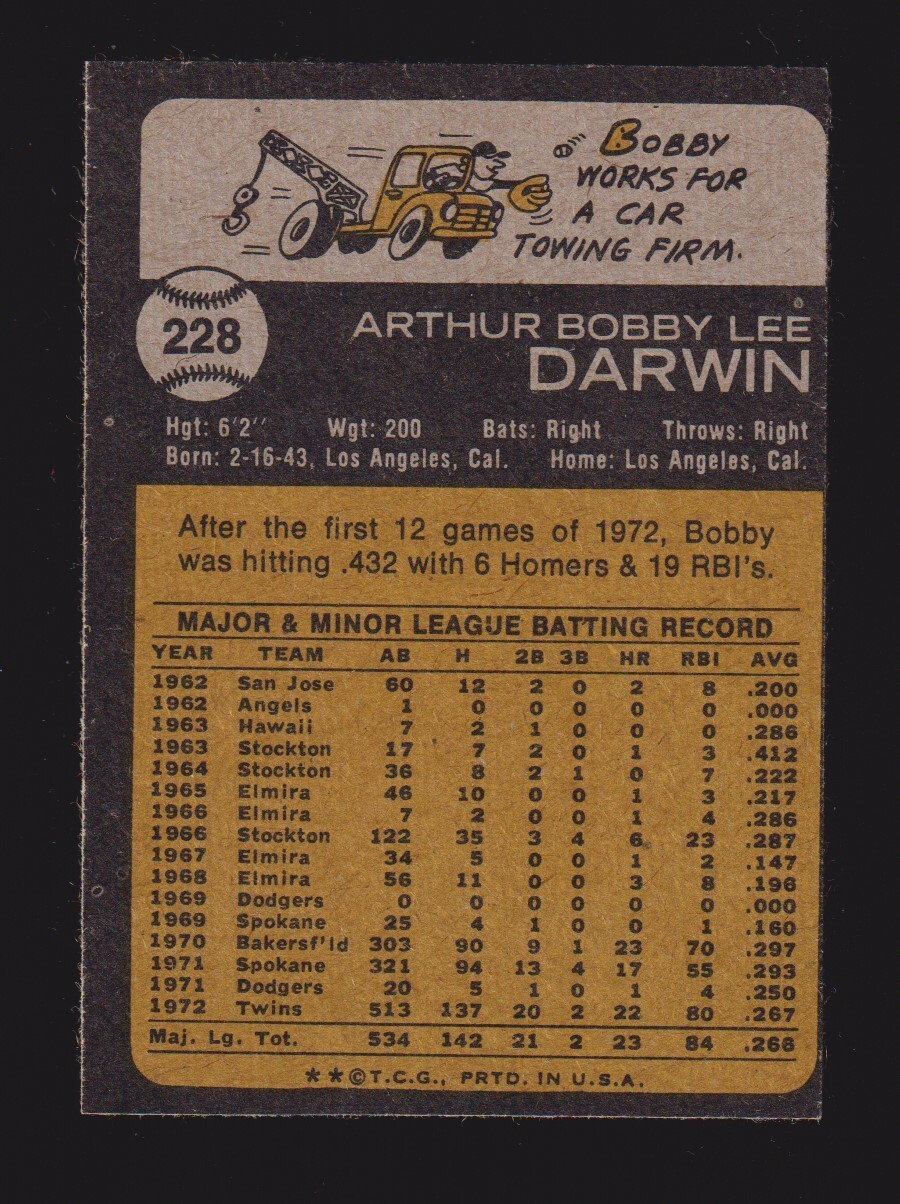 BOBBY
WORKS FOR
A CAR
TOWING FIRM.
228
ARTHUR BOBBY LEE
DARWIN
Hgt: 6'2'' Wgt: 200 Bats: Right Throws: Right
Born: 2-16-43, Los Angeles, Cal. Home: Los Angeles, Cal.
After the first 12 games of 1972, Bobby
was hitting .432 with 6 Homers & 19 RBI's.
MAJOR & MINOR LEAGUE BATTING RECORD
YEAR TEAM AB H 2B 3B HR RBI AVG
1962 San Jose 60 12 2 0 2 8 .200
1962 Angels 1 0 0 0 0 0 .000
1963 Hawaii 7 2 1 0 0 0 .286
1963 Stockton 17 7 2 0 1 3 .412
1964 Stockton 36 8 2 1 0 7 .222
1965 Elmira 46 10 0 0 1 3 .217
1966 Elmira 7 2 0 0 1 4 .286
1966 Stockton 122 35 3 4 6 23 .287
1967 Elmira 34 5 0 0 1 2 .147
1968 Elmira 56 11 0 0 3 8 .196
1969 Dodgers 0 0 0 0 0 0 .000
1969 Spokane 25 4 1 0 0 1 .160
1970 Bakersf'ld 303 90 9 1 23 70 .297
1971 Spokane 321 94 13 4 17 55 .293
1971 Dodgers 20 5 1 0 1 4 .250
1972 Twins 513 137 20 2 22 80 .267
Maj. Lg. Tot. 534 142 21 2 23 84 .266
★★©T.C.G., PRTD. IN U.S.A.